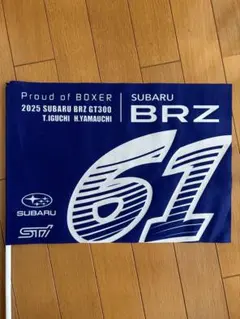 Proud of BOXER
2025 SUBARU BRZ GT300
T.IGUCHI H.YAMAUCHI
SUBARU
BRZ
61
SUBARU
STI